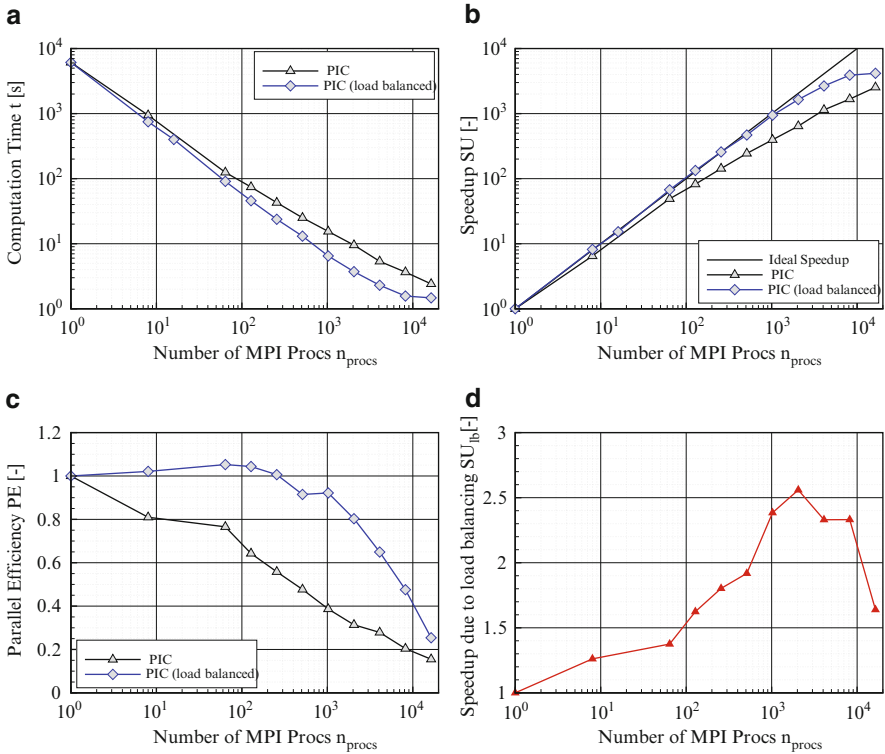 a
10⁴
10³
10²
10¹
10⁰
Computation Time t [s]
PIC
PIC (load balanced)
10⁰ 10¹ 10² 10³ 10⁴
Number of MPI Procs n_procs
b
10⁴
10³
10²
10¹
10⁰
Speedup SU [-]
Ideal Speedup
PIC
PIC (load balanced)
10⁰ 10¹ 10² 10³ 10⁴
Number of MPI Procs n_procs
c
1.2
1
0.8
0.6
0.4
0.2
0
Parallel Efficiency PE [-]
PIC
PIC (load balanced)
10⁰ 10¹ 10² 10³ 10⁴
Number of MPI Procs n_procs
d
3
2.5
2
1.5
1
Speedup due to load balancing SU_lb[-]
10⁰ 10¹ 10² 10³ 10⁴
Number of MPI Procs n_procs